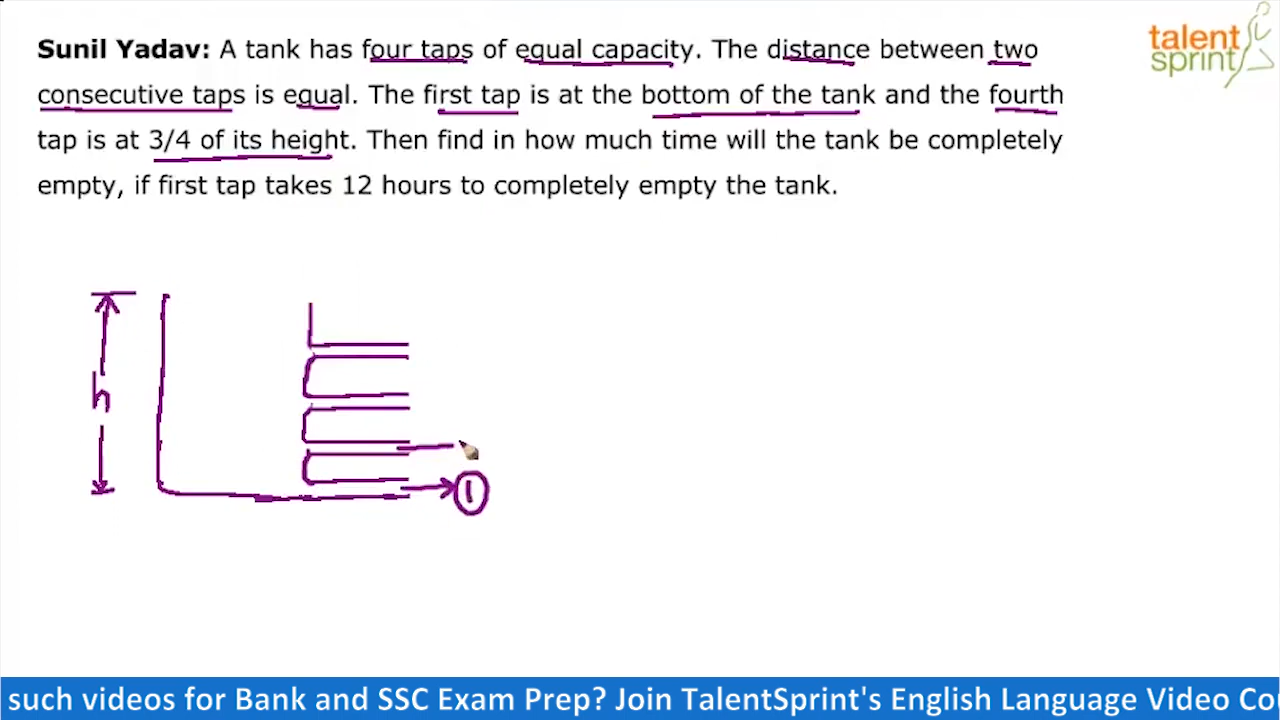 talent
sprint
Sunil Yadav: A tank has four taps of equal capacity. The distance between two
consecutive taps is equal. The first tap is at the bottom of the tank and the fourth
tap is at 3/4 of its height. Then find in how much time will the tank be completely
empty, if first tap takes 12 hours to completely empty the tank.
h
1
such videos for Bank and SSC Exam Prep? Join TalentSprint's English Language Video Co